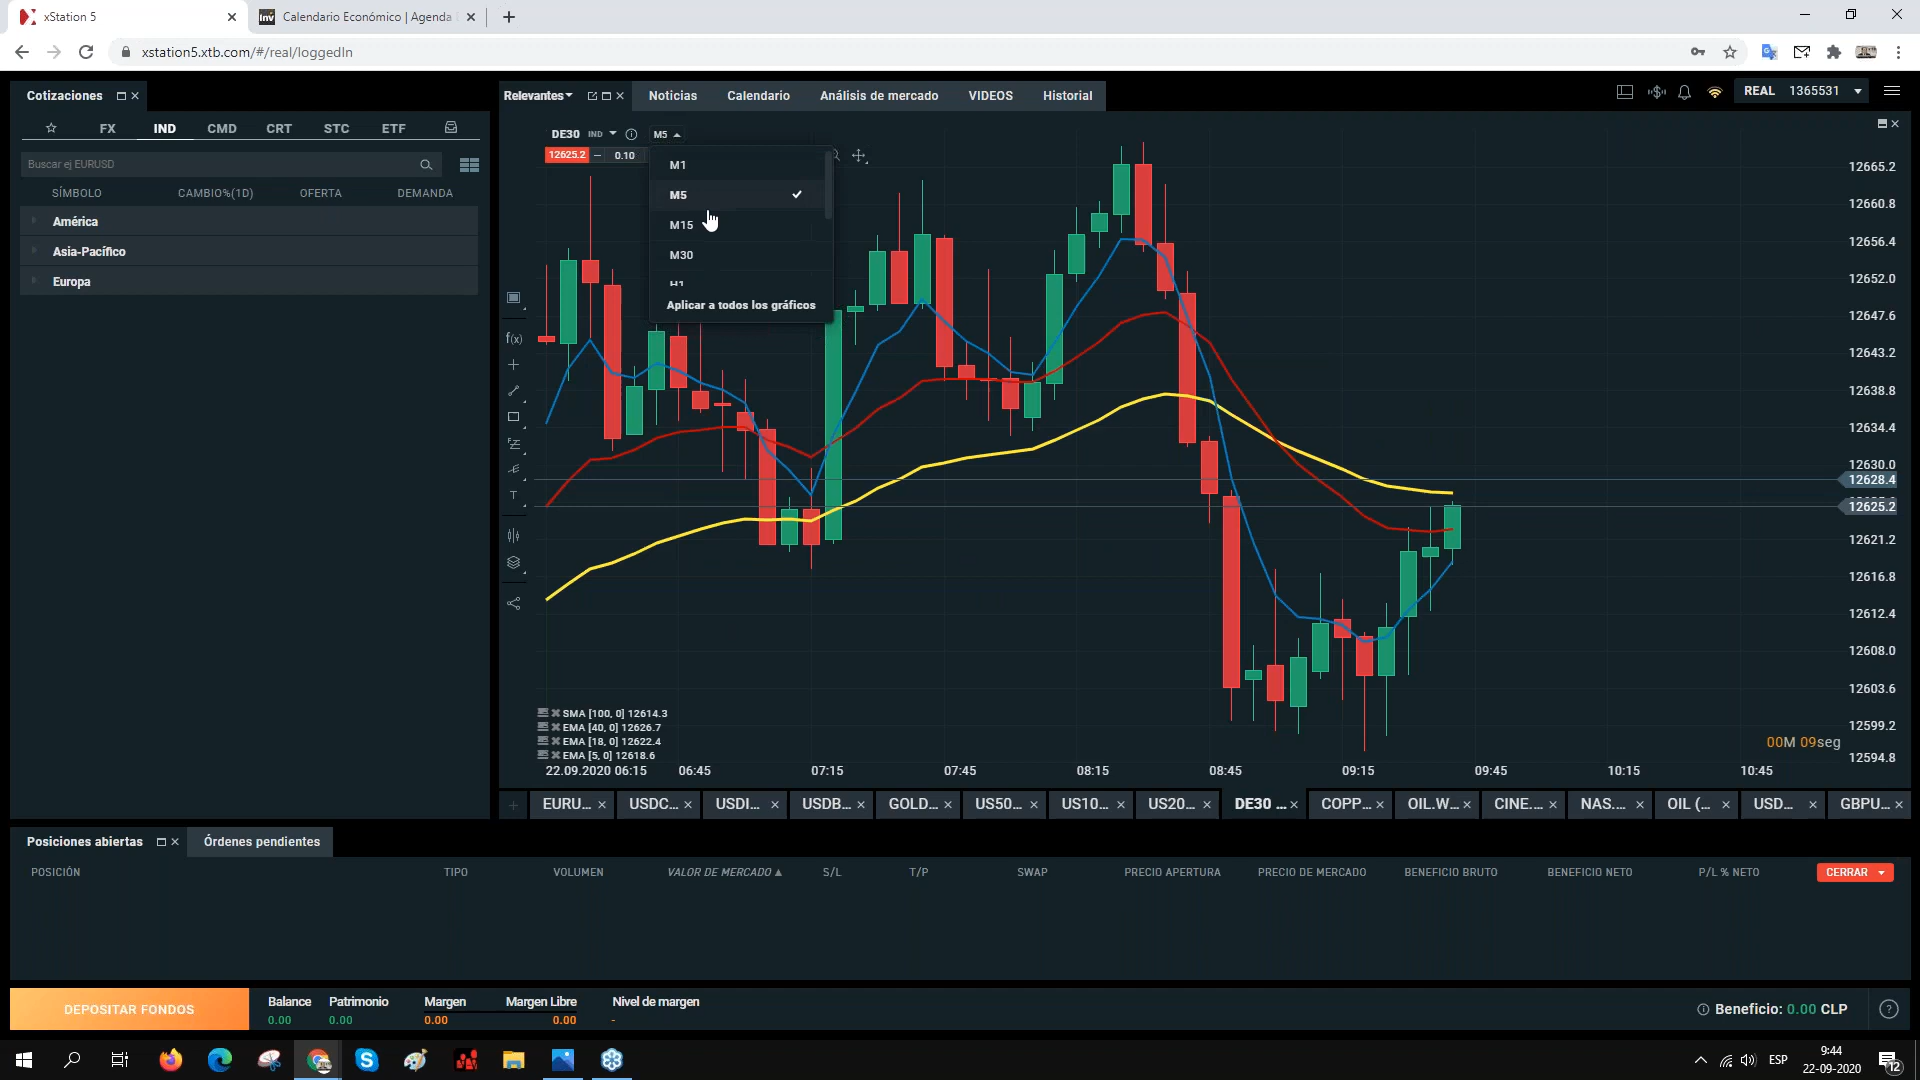 xStation 5
Calendario Económico | Agenda
xstation5.xtb.com/#/real/loggedIn
Cotizaciones
Relevantes
Noticias
Calendario
Análisis de mercado
VIDEOS
Historial
REAL 1365531
FX IND CMD CRT STC ETF
Buscar ej EURUSD
SÍMBOLO CAMBIO%(1D) OFERTA DEMANDA
América
Asia-Pacífico
Europa
DE30 IND M5
12625.2 – 0.10
M1
M5
M15
M30
H1
Aplicar a todos los gráficos
f(x)
T
12665.2
12660.8
12656.4
12652.0
12647.6
12643.2
12638.8
12634.4
12630.0
12628.4
12625.2
12621.2
12616.8
12612.4
12608.0
12603.6
12599.2
12594.8
00M 09seg
SMA [100, 0] 12614.3
EMA [40, 0] 12626.7
EMA [18, 0] 12622.4
EMA [5, 0] 12618.6
22.09.2020 06:15 06:45 07:15 07:45 08:15 08:45 09:15 09:45 10:15 10:45
EURU... USDC... USDI... USDB... GOLD... US50... US10... US20... DE30 ... COPP... OIL.W... CINE.... NAS.... OIL (... USD... GBPU...
Posiciones abiertas
Órdenes pendientes
POSICIÓN TIPO VOLUMEN VALOR DE MERCADO S/L T/P SWAP PRECIO APERTURA PRECIO DE MERCADO BENEFICIO BRUTO BENEFICIO NETO P/L % NETO CERRAR
DEPOSITAR FONDOS
Balance Patrimonio Margen Margen Libre Nivel de margen
0.00 0.00 0.00 0.00 -
Beneficio: 0.00 CLP
ESP
9:44
22-09-2020
12